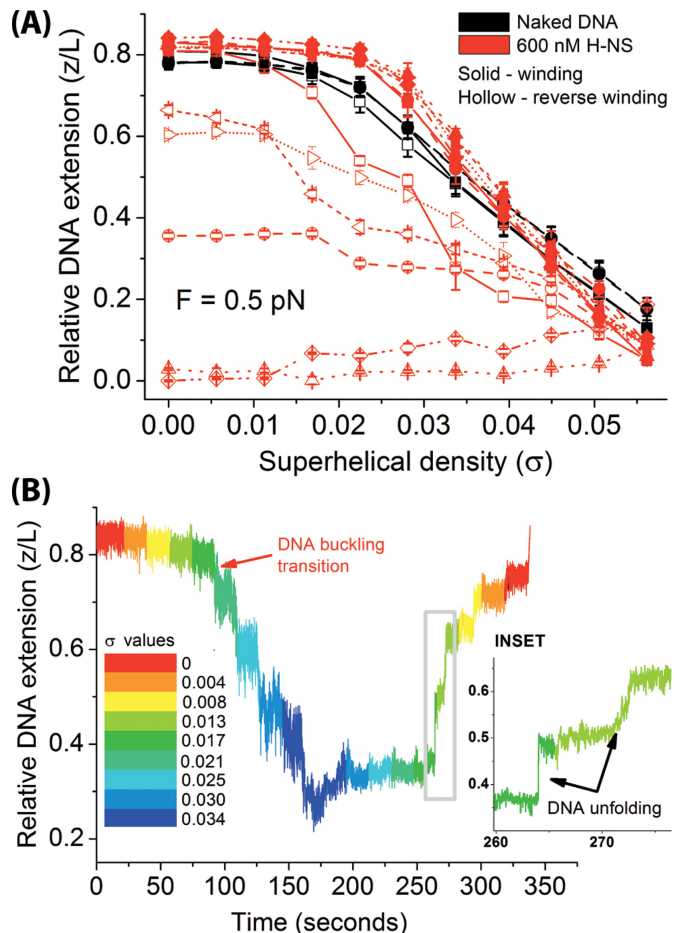 (A)
Relative DNA extension (z/L)
0.8
0.6
0.4
0.2
0.0
Naked DNA
600 nM H-NS
Solid - winding
Hollow - reverse winding
F = 0.5 pN
0.00 0.01 0.02 0.03 0.04 0.05
Superhelical density (σ)
(B)
Relative DNA extension (z/L)
0.8
0.6
0.4
0.2
DNA buckling
transition
σ values
0
0.004
0.008
0.013
0.017
0.021
0.025
0.030
0.034
INSET
0.6
0.5
0.4
DNA unfolding
260 270
0 50 100 150 200 250 300 350
Time (seconds)